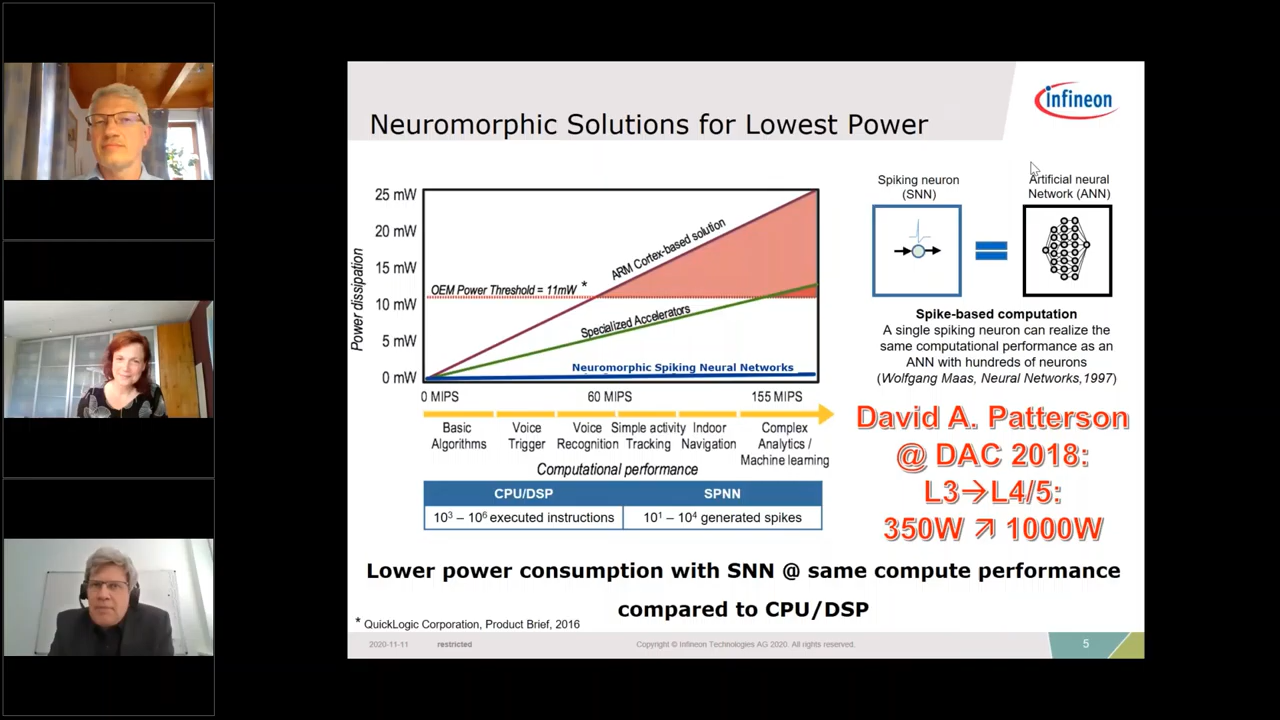 Neuromorphic Solutions for Lowest Power
infineon
25 mW
20 mW
15 mW
10 mW
5 mW
0 mW
Power dissipation
ARM Cortex-based solution
OEM Power Threshold = 11mW *
Specialized Accelerators
Neuromorphic Spiking Neural Networks
0 MIPS
60 MIPS
155 MIPS
Basic
Algorithms
Voice
Trigger
Voice
Recognition
Simple activity
Tracking
Indoor
Navigation
Complex
Analytics /
Machine learning
Computational performance
CPU/DSP
SPNN
10³ – 10⁶ executed instructions
10¹ – 10⁴ generated spikes
Spiking neuron
(SNN)
Artificial neural
Network (ANN)
Spike-based computation
A single spiking neuron can realize the
same computational performance as an
ANN with hundreds of neurons
(Wolfgang Maas, Neural Networks,1997)
David A. Patterson
@ DAC 2018:
L3→L4/5:
350W ↗ 1000W
Lower power consumption with SNN @ same compute performance
compared to CPU/DSP
* QuickLogic Corporation, Product Brief, 2016
2020-11-11
restricted
Copyright © Infineon Technologies AG 2020. All rights reserved.
5